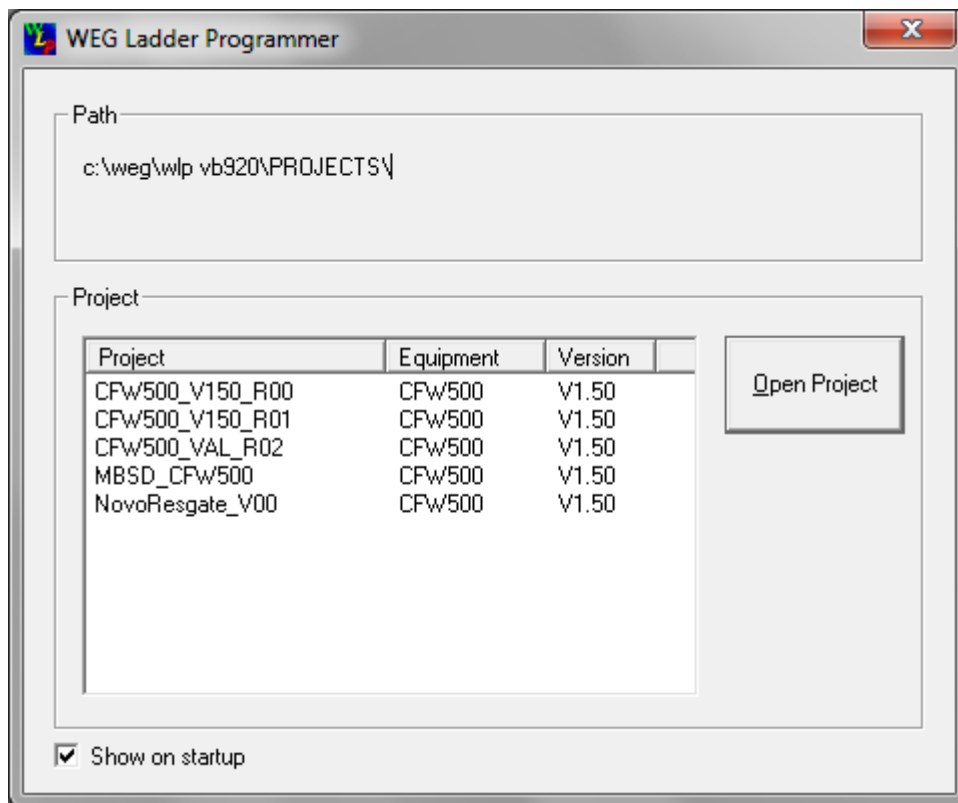 WEG Ladder Programmer
Path
c:\weg\wlp vb920\PROJECTS\
Project
Project Equipment Version
CFW500_V150_R00 CFW500 V1.50
CFW500_V150_R01 CFW500 V1.50
CFW500_VAL_R02 CFW500 V1.50
MBSD_CFW500 CFW500 V1.50
NovoResgate_V00 CFW500 V1.50
Open Project
Show on startup